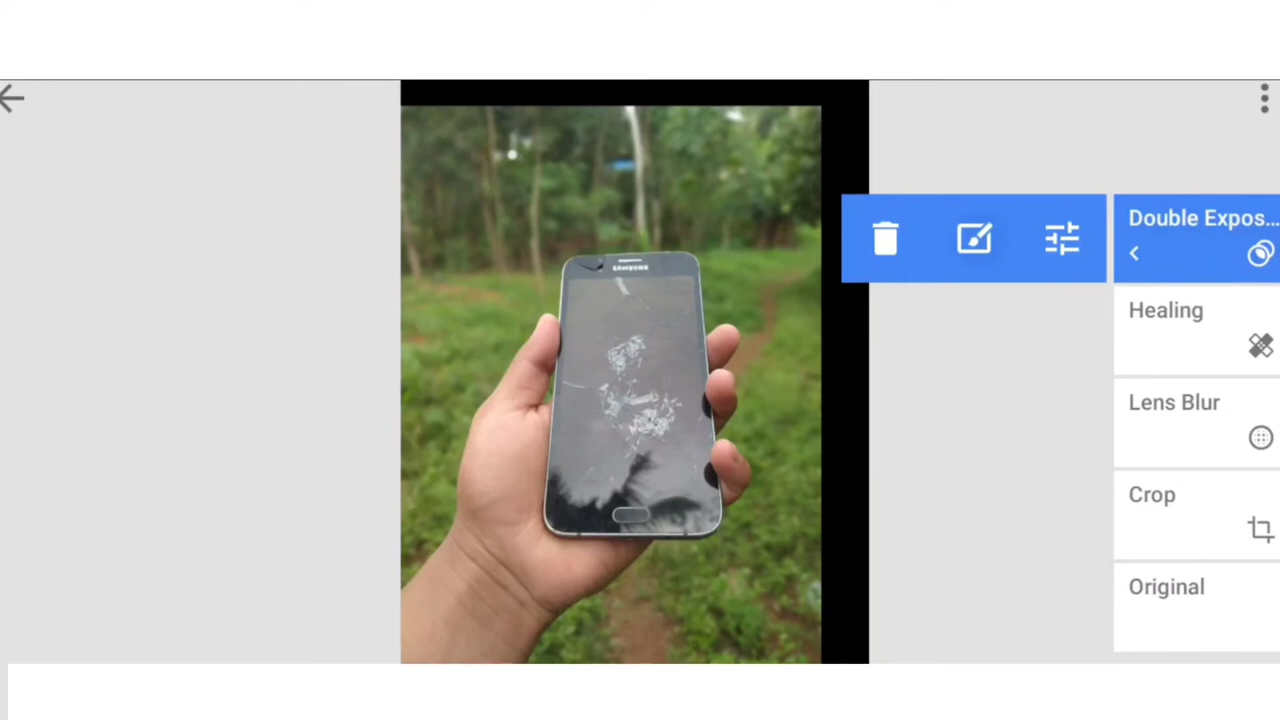 Double Expos...
Healing
SAMSUNG
Lens Blur
Crop
Original